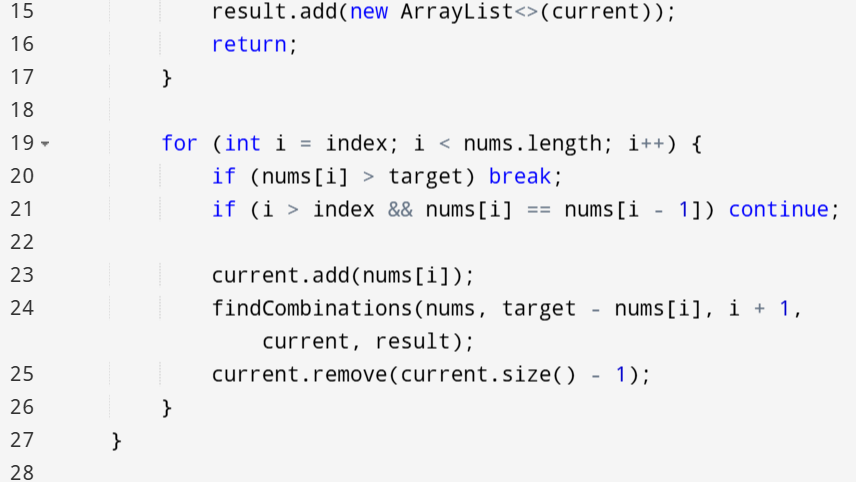 15 result.add(new ArrayList<>(current));
16 return;
17 }
18
19 for (int i = index; i < nums.length; i++) {
20 if (nums[i] > target) break;
21 if (i > index && nums[i] == nums[i - 1]) continue;
22
23 current.add(nums[i]);
24 findCombinations(nums, target - nums[i], i + 1,
current, result);
25 current.remove(current.size() - 1);
26 }
27 }
28